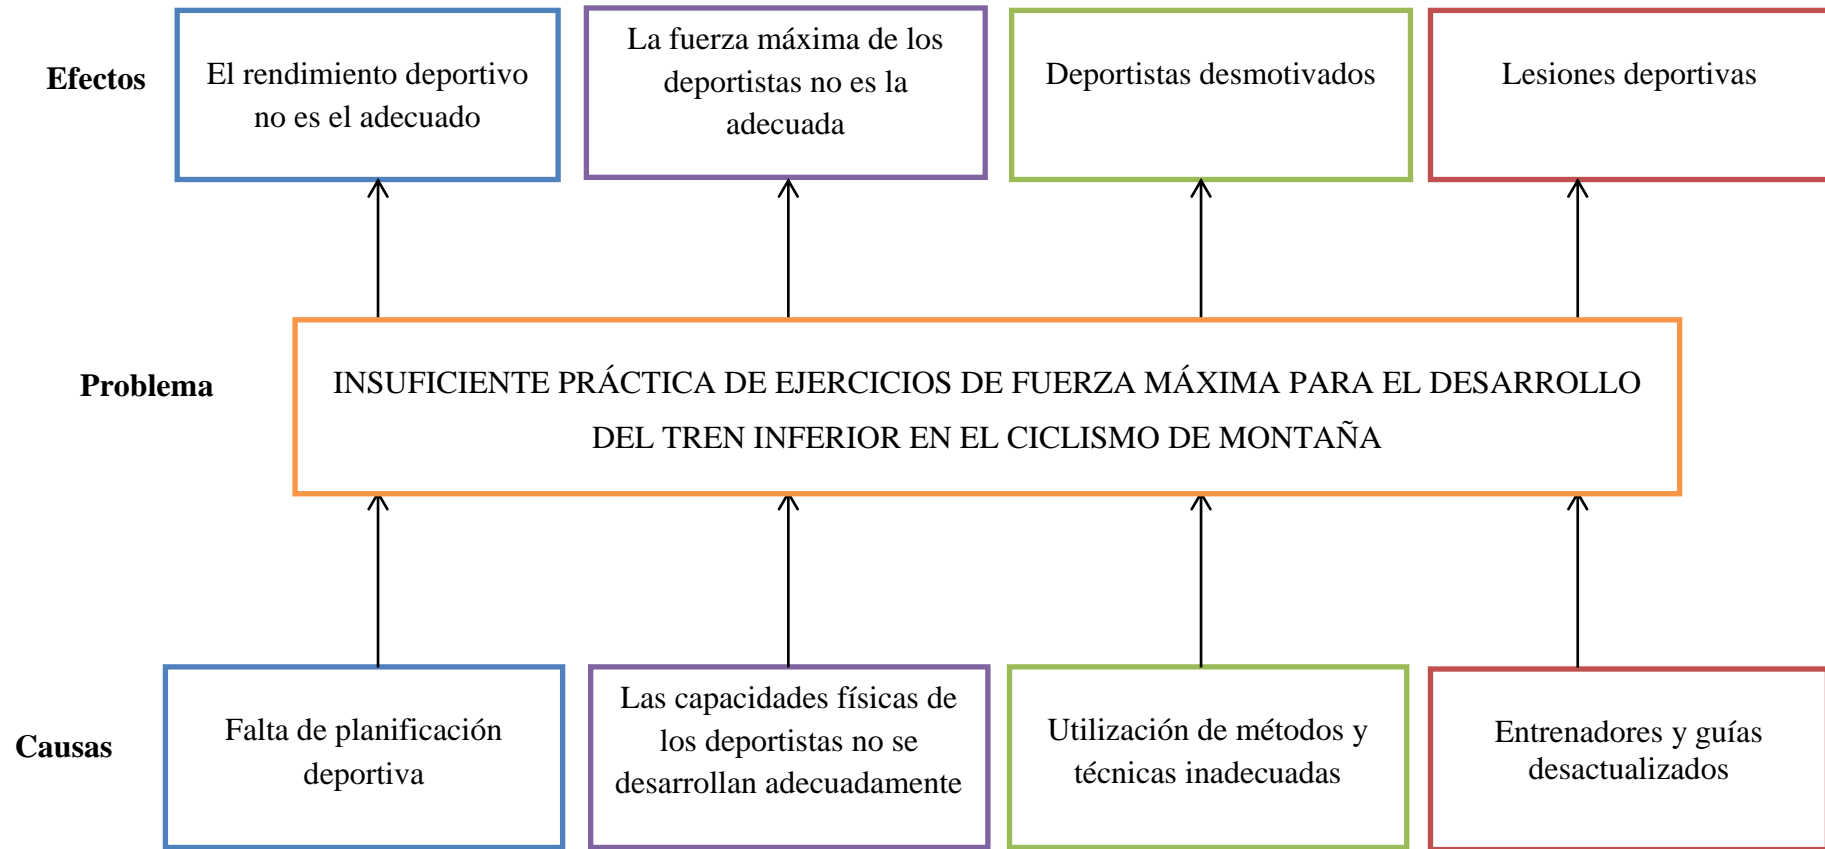 Efectos
El rendimiento deportivo
no es el adecuado
La fuerza máxima de los
deportistas no es la
adecuada
Deportistas desmotivados
Lesiones deportivas
Problema
INSUFICIENTE PRÁCTICA DE EJERCICIOS DE FUERZA MÁXIMA PARA EL DESARROLLO
DEL TREN INFERIOR EN EL CICLISMO DE MONTAÑA
Causas
Falta de planificación
deportiva
Las capacidades físicas de
los deportistas no se
desarrollan adecuadamente
Utilización de métodos y
técnicas inadecuadas
Entrenadores y guías
desactualizados